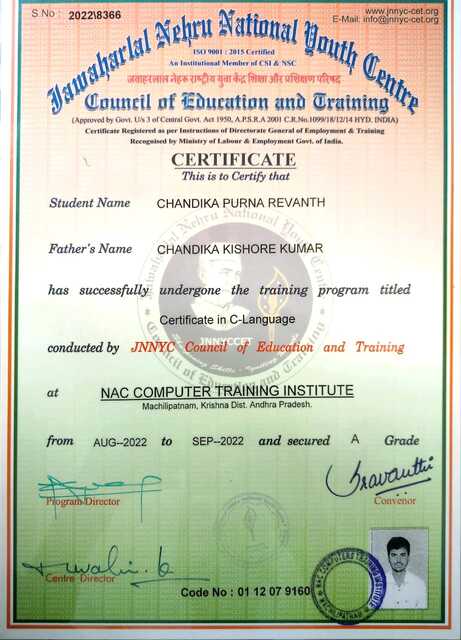 S.No : 2022\8366
www.jnnyc-cet.org
E-Mail: info@jnnyc-cet.org
Jawaharlal Nehru National Youth Centre
ISO 9001 : 2015 Certified
An Institutional Member of CSI & NSC
जवाहरलाल नेहरू राष्ट्रीय युवा केंद्र शिक्षा और प्रशिक्षण परिषद
Council of Education and Training
(Approved by Govt. U/s 3 of Central Govt. Act 1950, A.P.S.R.A 2001 C.R.No.1099/18/12/14 HYD. INDIA)
Certificate Registered as per Instructions of Directorate General of Employment & Training
Recognised by Ministry of Labour & Employment Govt. of India.
CERTIFICATE
This is to Certify that
Student Name CHANDIKA PURNA REVANTH
Father's Name CHANDIKA KISHORE KUMAR
has successfully undergone the training program titled
Certificate in C-Language
JNNYCCET
conducted by JNNYC Council of Education and Training
at NAC COMPUTER TRAINING INSTITUTE
Machilipatnam, Krishna Dist. Andhra Pradesh.
from AUG--2022 to SEP--2022 and secured A Grade
Program Director
Sravanthi
Convenor
Centre Director
Code No : 01 12 07 9160
NAC COMPUTERS TRAINING INSTITUTE
MACHILIPATNAM